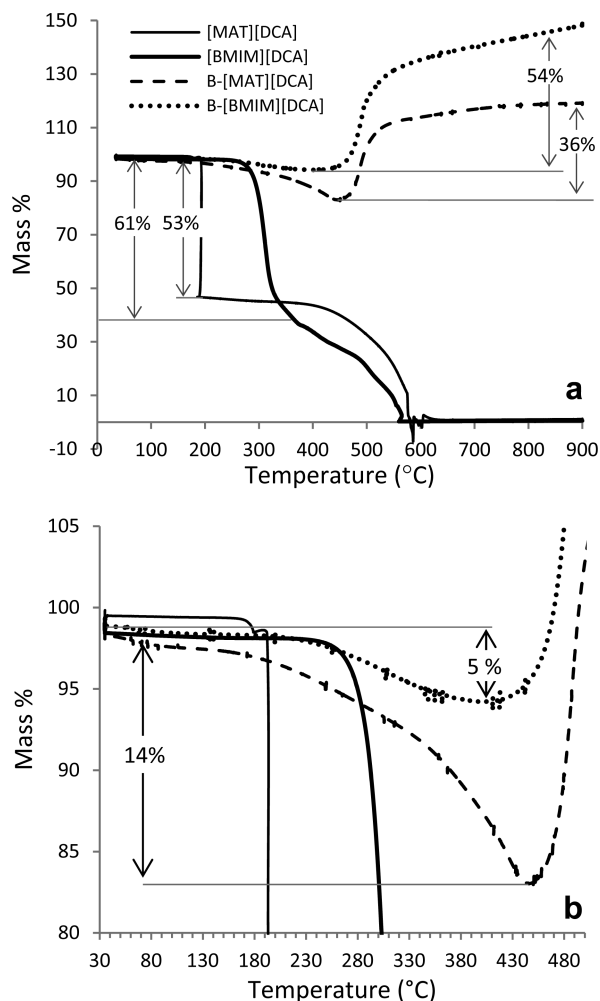 150
130
110
90
70
50
30
10
-10
Mass %
[MAT][DCA]
[BMIM][DCA]
B-[MAT][DCA]
B-[BMIM][DCA]
54%
36%
61%
53%
a
0 100 200 300 400 500 600 700 800 900
Temperature (°C)
105
100
95
90
85
80
Mass %
5 %
14%
b
30 80 130 180 230 280 330 380 430 480
Temperature (°C)